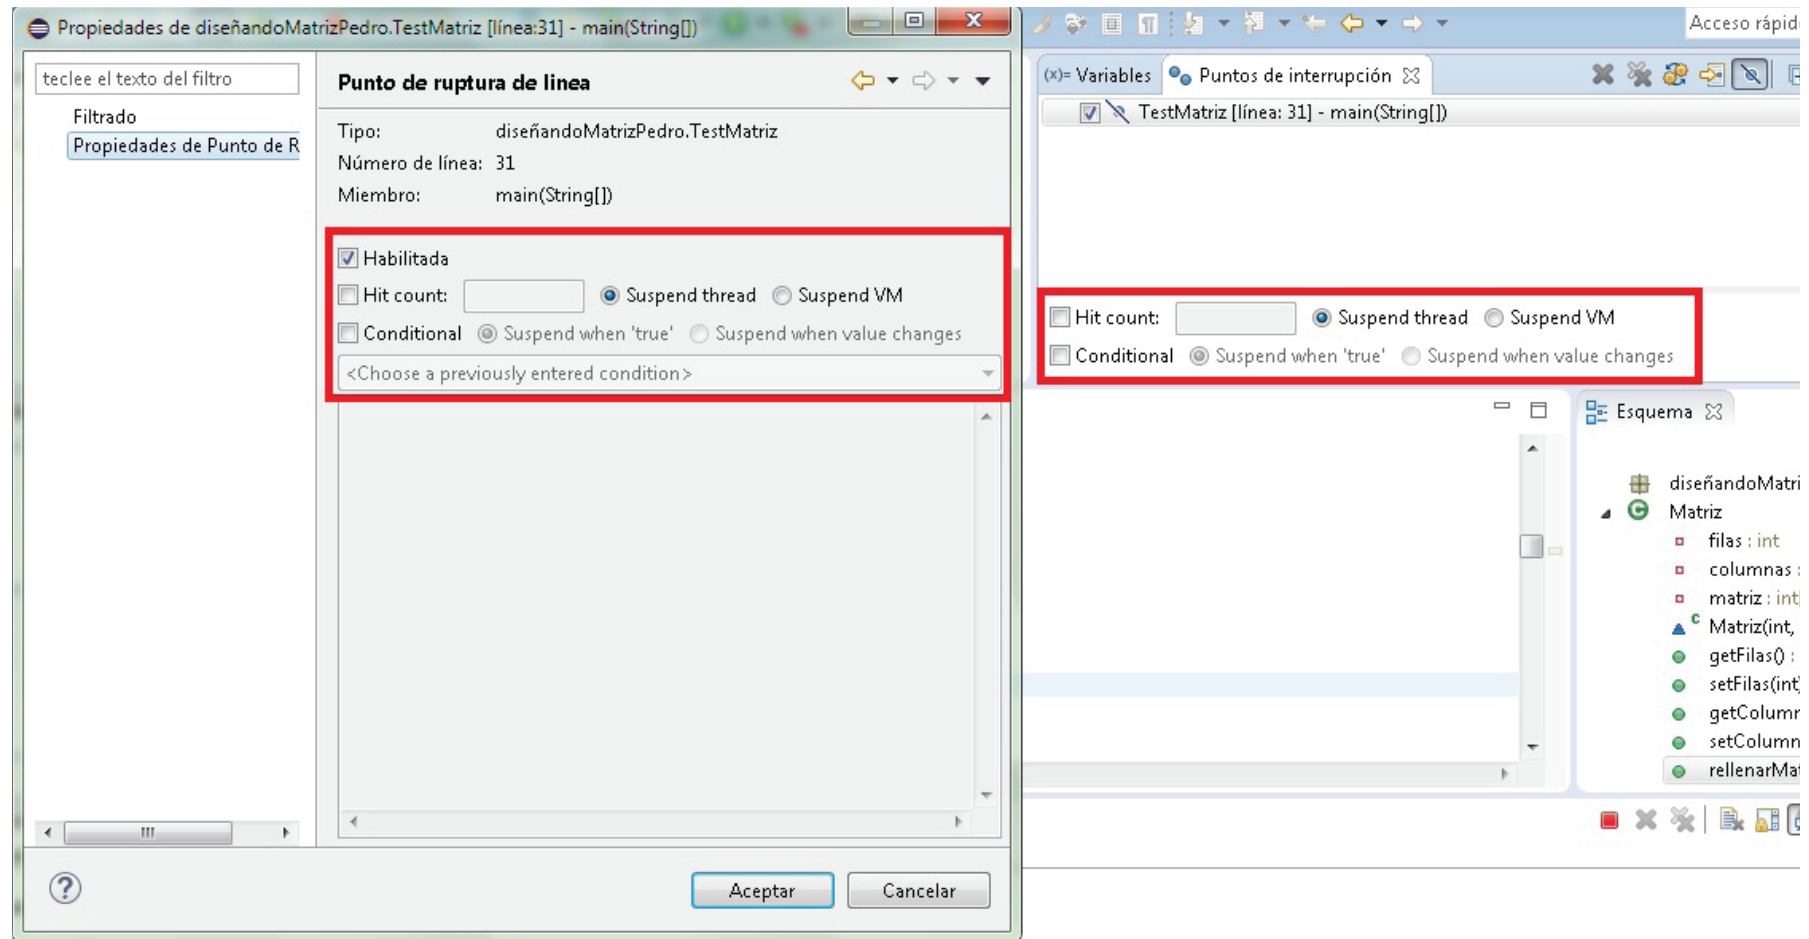 Propiedades de diseñandoMatrizPedro.TestMatriz [línea:31] - main(String[])
teclee el texto del filtro
Filtrado
Propiedades de Punto de R
Punto de ruptura de línea
Tipo: diseñandoMatrizPedro.TestMatriz
Número de línea: 31
Miembro: main(String[])
Habilitada
Hit count: Suspend thread Suspend VM
Conditional Suspend when 'true' Suspend when value changes
<Choose a previously entered condition>
Aceptar Cancelar
Acceso rápid
(x)= Variables Puntos de interrupción
TestMatriz [línea: 31] - main(String[])
Hit count: Suspend thread Suspend VM
Conditional Suspend when 'true' Suspend when value changes
Esquema
diseñandoMatri
Matriz
filas : int
columnas :
matriz : int
C Matriz(int,
getFilas() :
setFilas(int)
getColumn
setColumn
rellenarMat